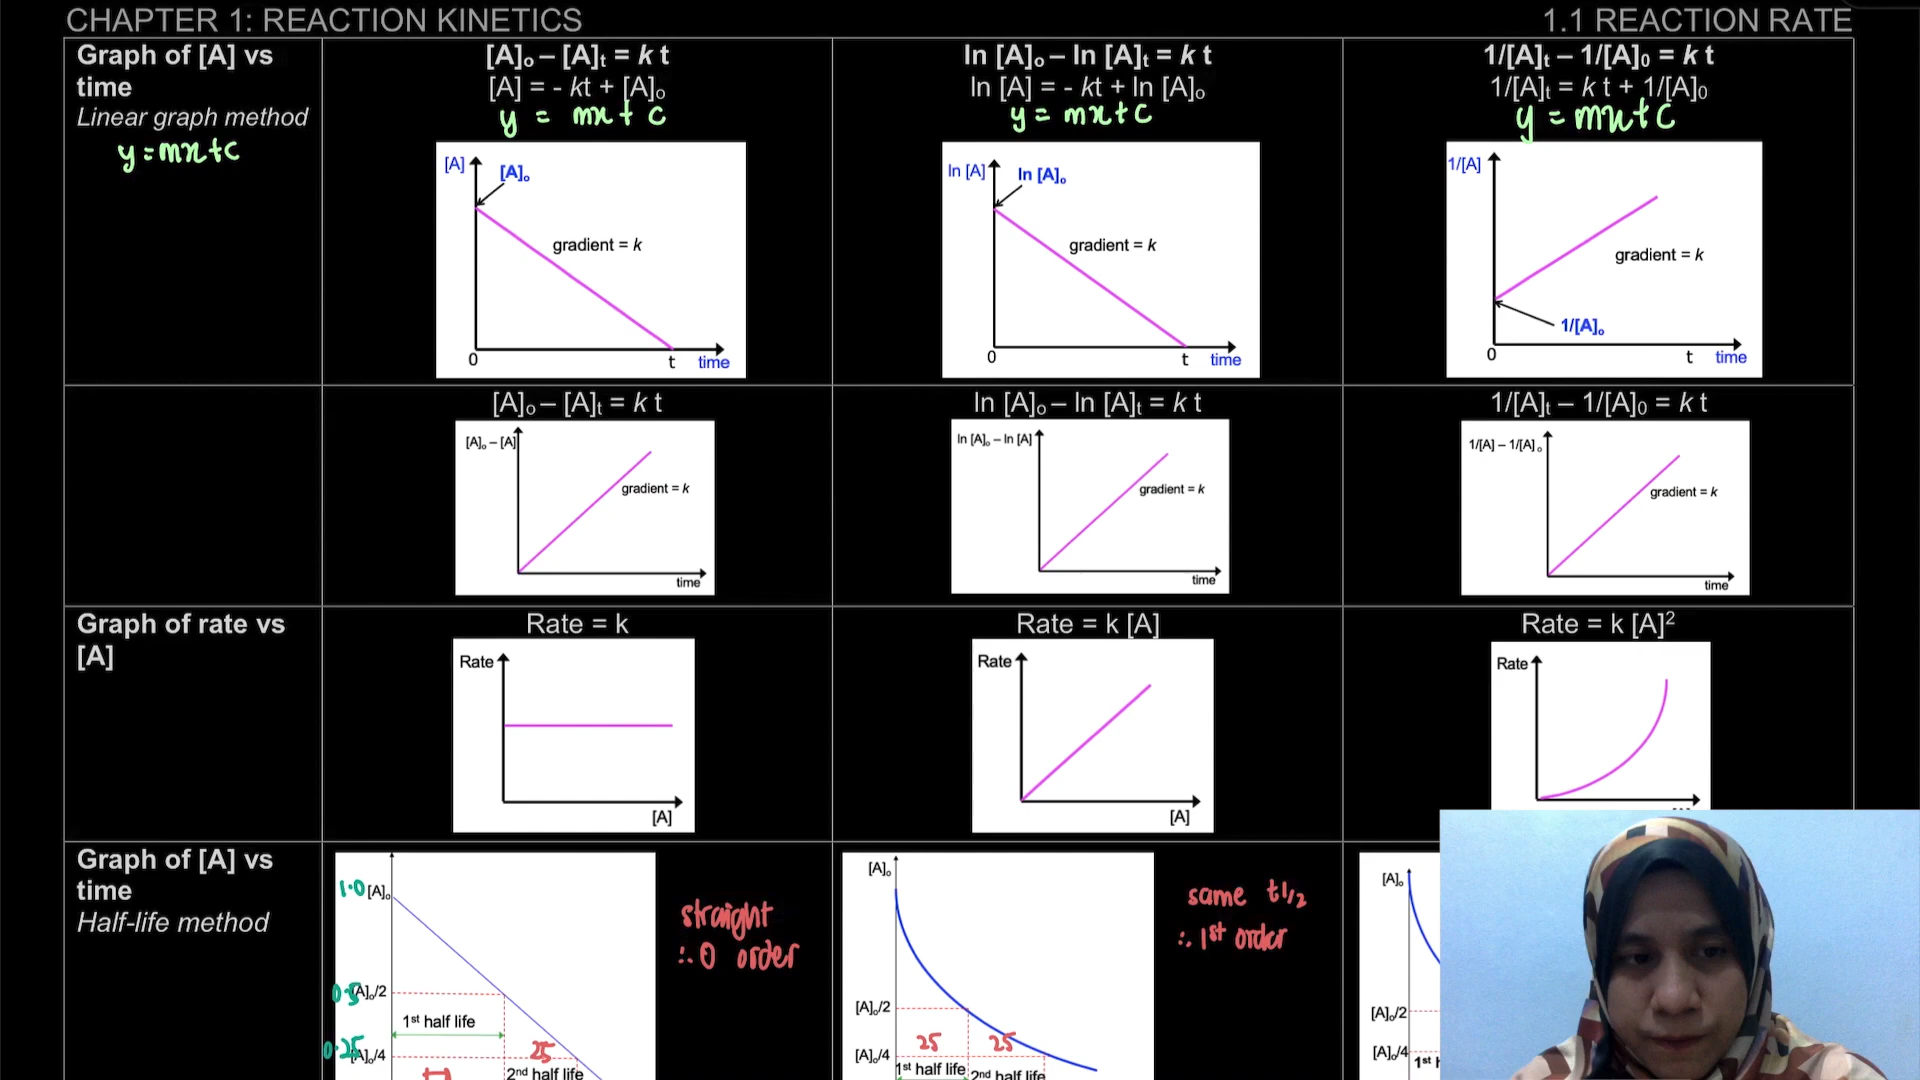 CHAPTER 1: REACTION KINETICS
1.1 REACTION RATE
Graph of [A] vs
time
Linear graph method
y = mx + c
[A]ₒ – [A]ₜ = k t
[A] = - kt + [A]ₒ
y = mx + c
[A]
[A]ₒ
gradient = k
0
t
time
ln [A]ₒ – ln [A]ₜ = k t
ln [A] = - kt + ln [A]ₒ
y = mx + c
ln [A]
ln [A]ₒ
gradient = k
0
t
time
1/[A]ₜ – 1/[A]₀ = k t
1/[A]ₜ = k t + 1/[A]₀
y = mx + c
1/[A]
gradient = k
1/[A]ₒ
0
t
time
[A]ₒ – [A]ₜ = k t
[A]ₒ – [A]
gradient = k
time
ln [A]ₒ – ln [A]ₜ = k t
ln [A]ₒ – ln [A]
gradient = k
time
1/[A]ₜ – 1/[A]₀ = k t
1/[A] – 1/[A]ₒ
gradient = k
time
Graph of rate vs
[A]
Rate = k
Rate
[A]
Rate = k [A]
Rate
[A]
Rate = k [A]²
Rate
Graph of [A] vs
time
Half-life method
1.0 [A]ₒ
0.5 [A]ₒ/2
1st half life
0.25 [A]ₒ/4
25
2nd half life
straight
∴ 0 order
[A]ₒ
[A]ₒ/2
25 25
[A]ₒ/4
1st half life 2nd half life
same t1/2
∴ 1st order
[A]ₒ
[A]ₒ/2
[A]ₒ/4
1st